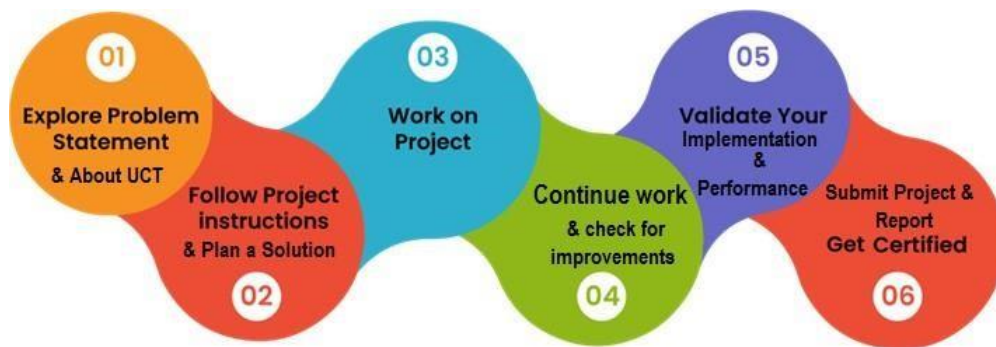 01
Explore Problem
Statement
& About UCT
Follow Project
instructions
& Plan a Solution
02
03
Work on
Project
Continue work
& check for
improvements
04
05
Validate Your
Implementation
&
Performance
Submit Project &
Report
Get Certified
06